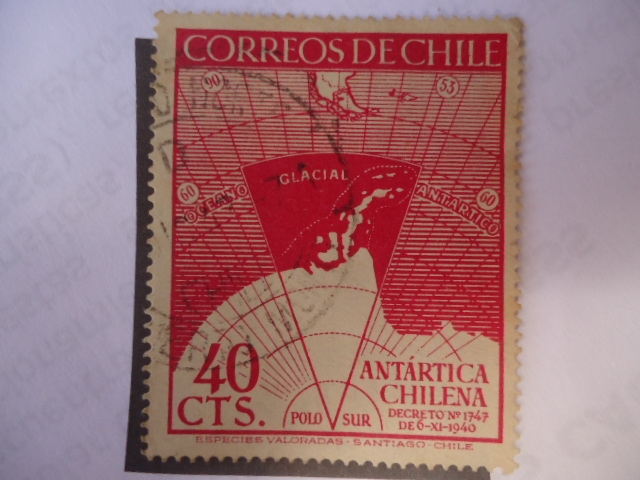 CORREOS DE CHILE
90
53
GLACIAL
60
OCEANO
ANTARTICO
60
40
CTS.
ANTÁRTICA
CHILENA
DECRETO Nº 1747
DE 6-XI-1940
POLO SUR
ESPECIES VALORADAS - SANTIAGO - CHILE